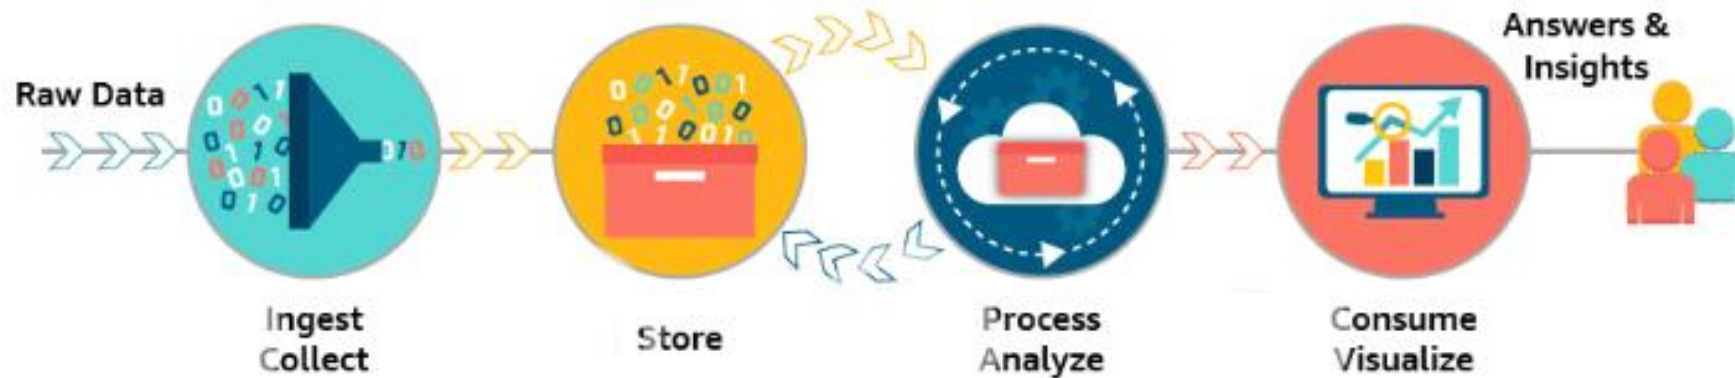 Raw Data
Answers &
Insights
Ingest
Collect
Store
Process
Analyze
Consume
Visualize